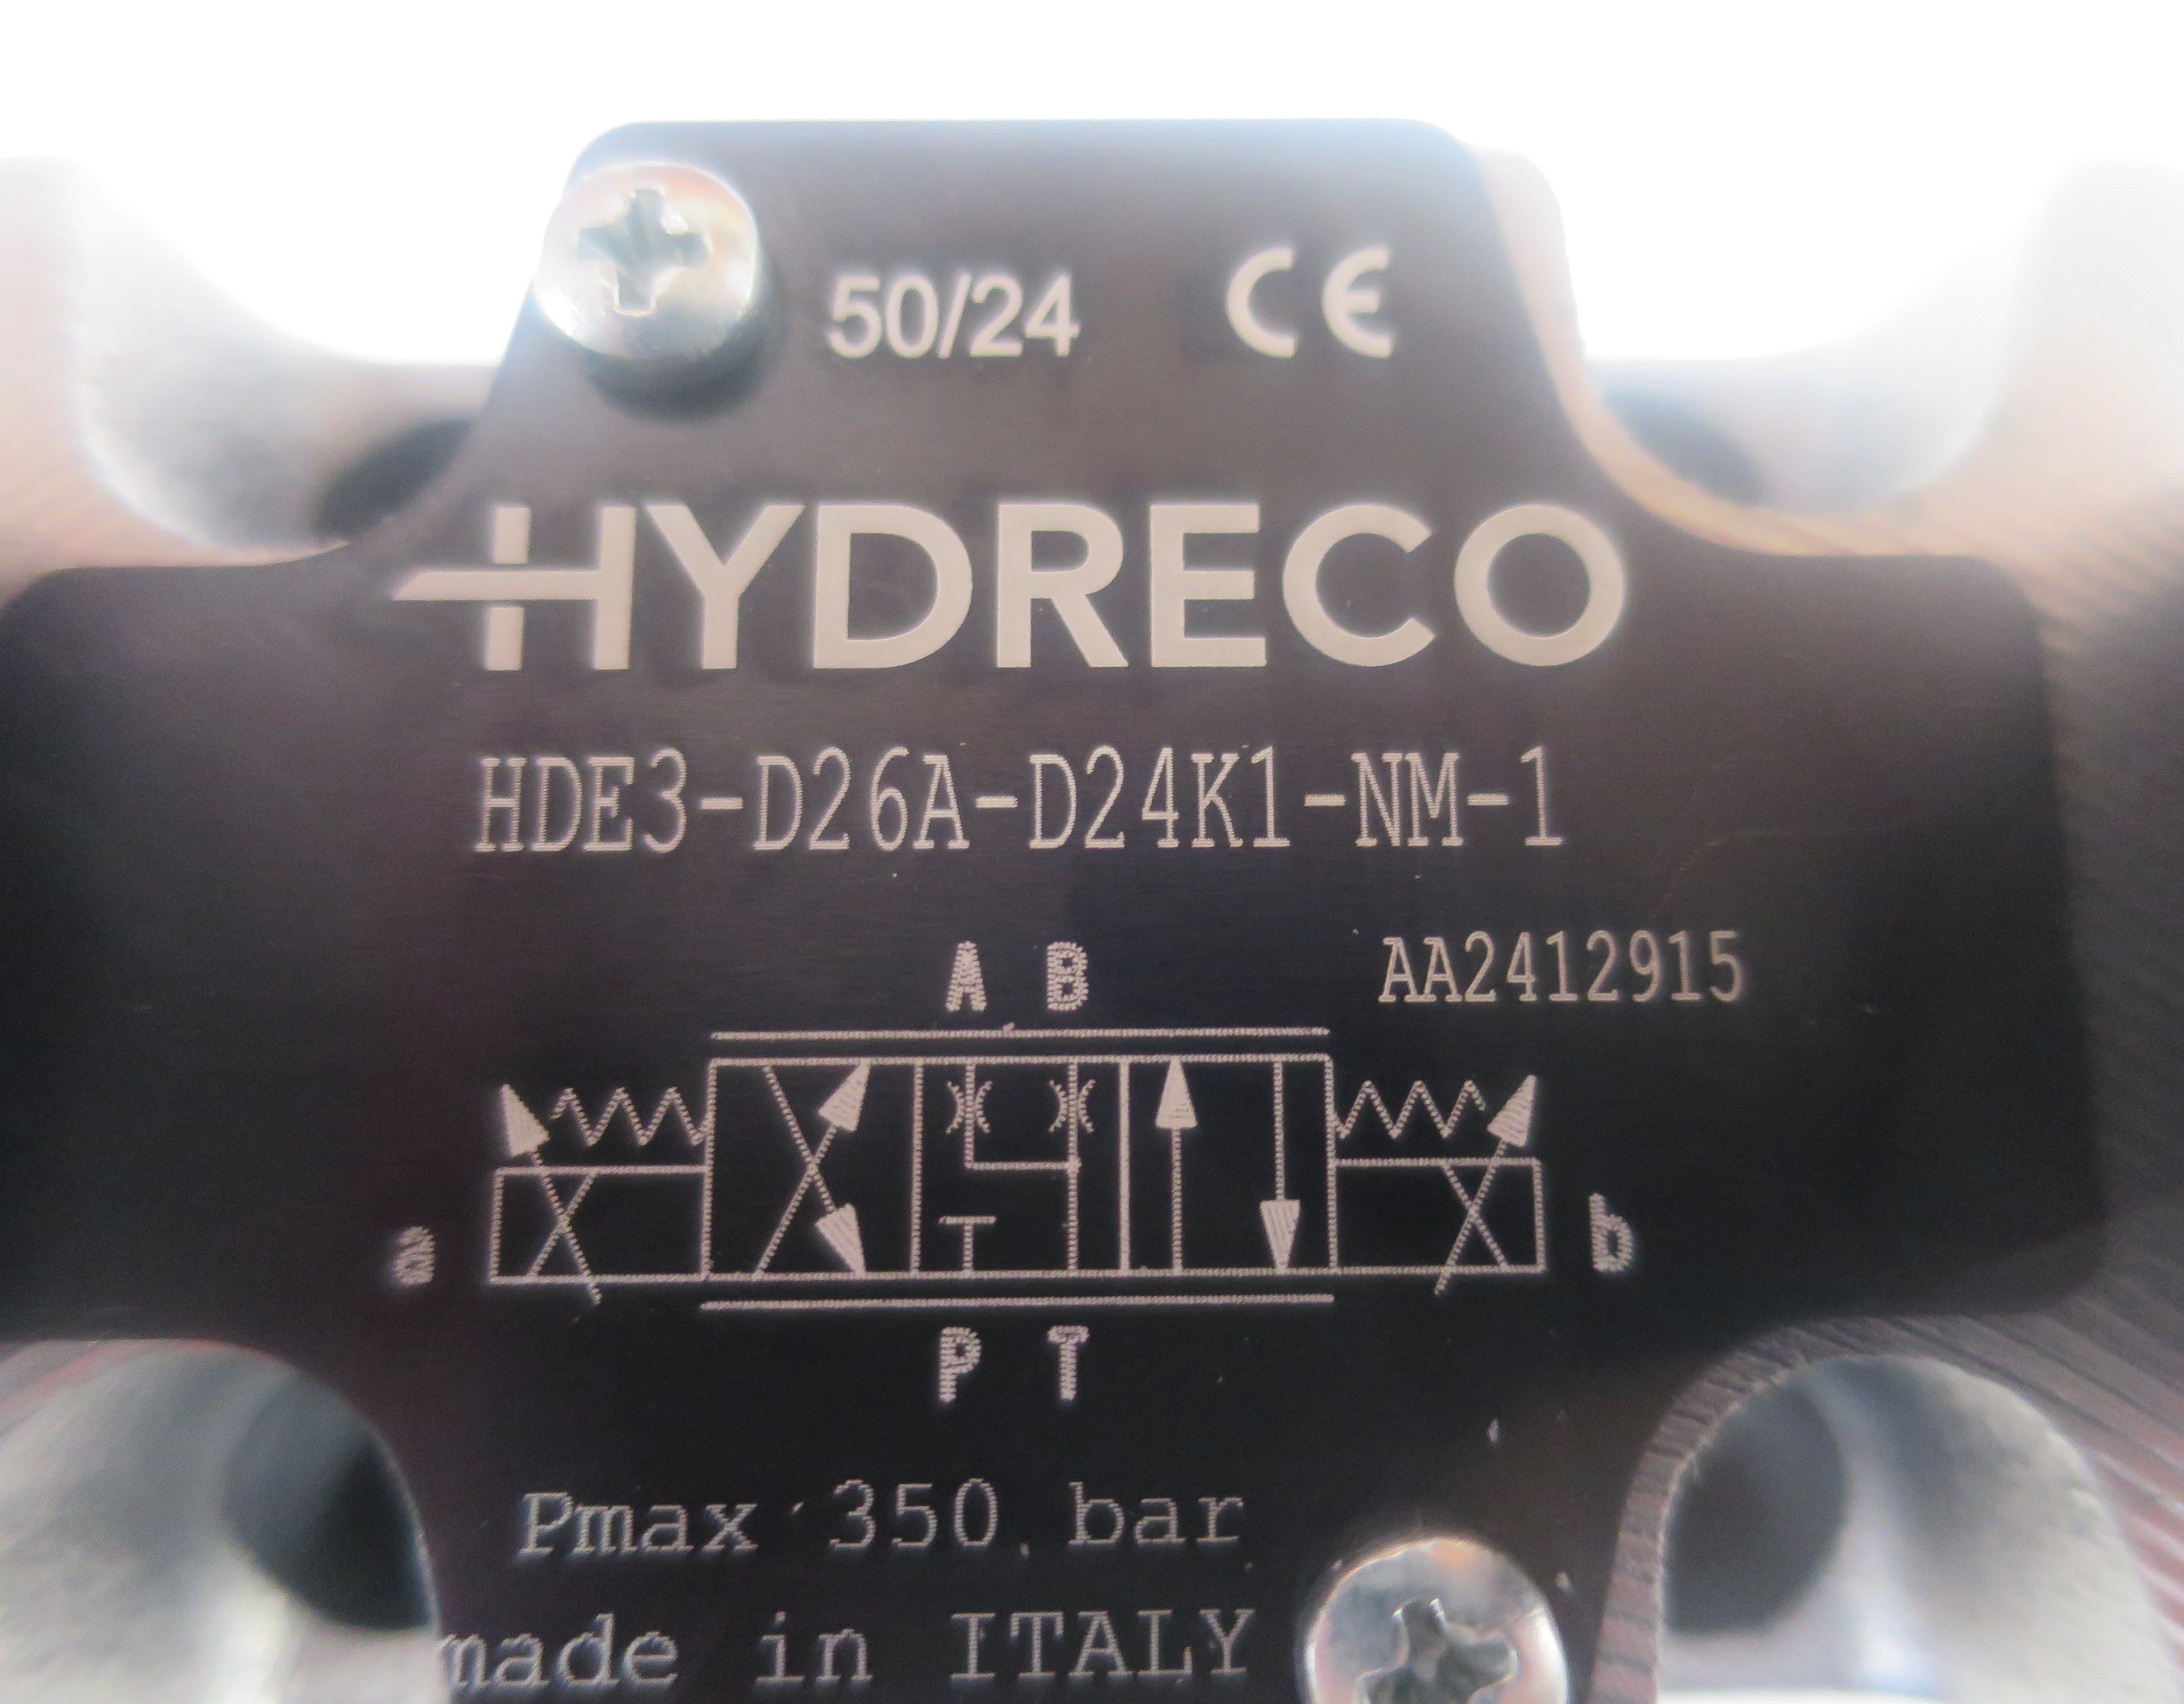 50/24 CE
HYDRECO
HDE3-D26A-D24K1-NM-1
AA2412915
A B
a
b
P T
Pmax 350 bar
made in ITALY